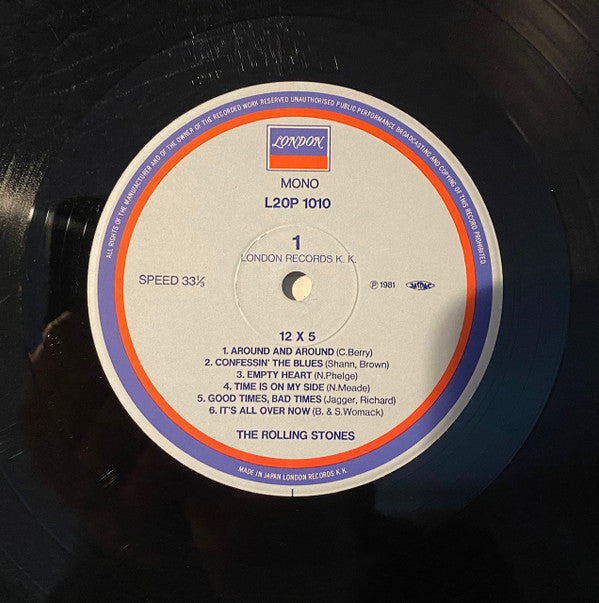 ALL RIGHTS OF THE MANUFACTURER AND OF THE OWNER OF THE RECORDED WORK RESERVED UNAUTHORISED PUBLIC PERFORMANCE BROADCASTING AND COPYING OF THIS RECORD PROHIBITED
LONDON
MONO
L20P 1010
1
LONDON RECORDS K. K.
SPEED 33⅓
℗ 1981
12 X 5
1. AROUND AND AROUND (C.Berry)
2. CONFESSIN' THE BLUES (Shann, Brown)
3. EMPTY HEART (N.Phelge)
4. TIME IS ON MY SIDE (N.Meade)
5. GOOD TIMES, BAD TIMES (Jagger, Richard)
6. IT'S ALL OVER NOW (B. & S.Womack)
THE ROLLING STONES
MADE IN JAPAN LONDON RECORDS K. K.